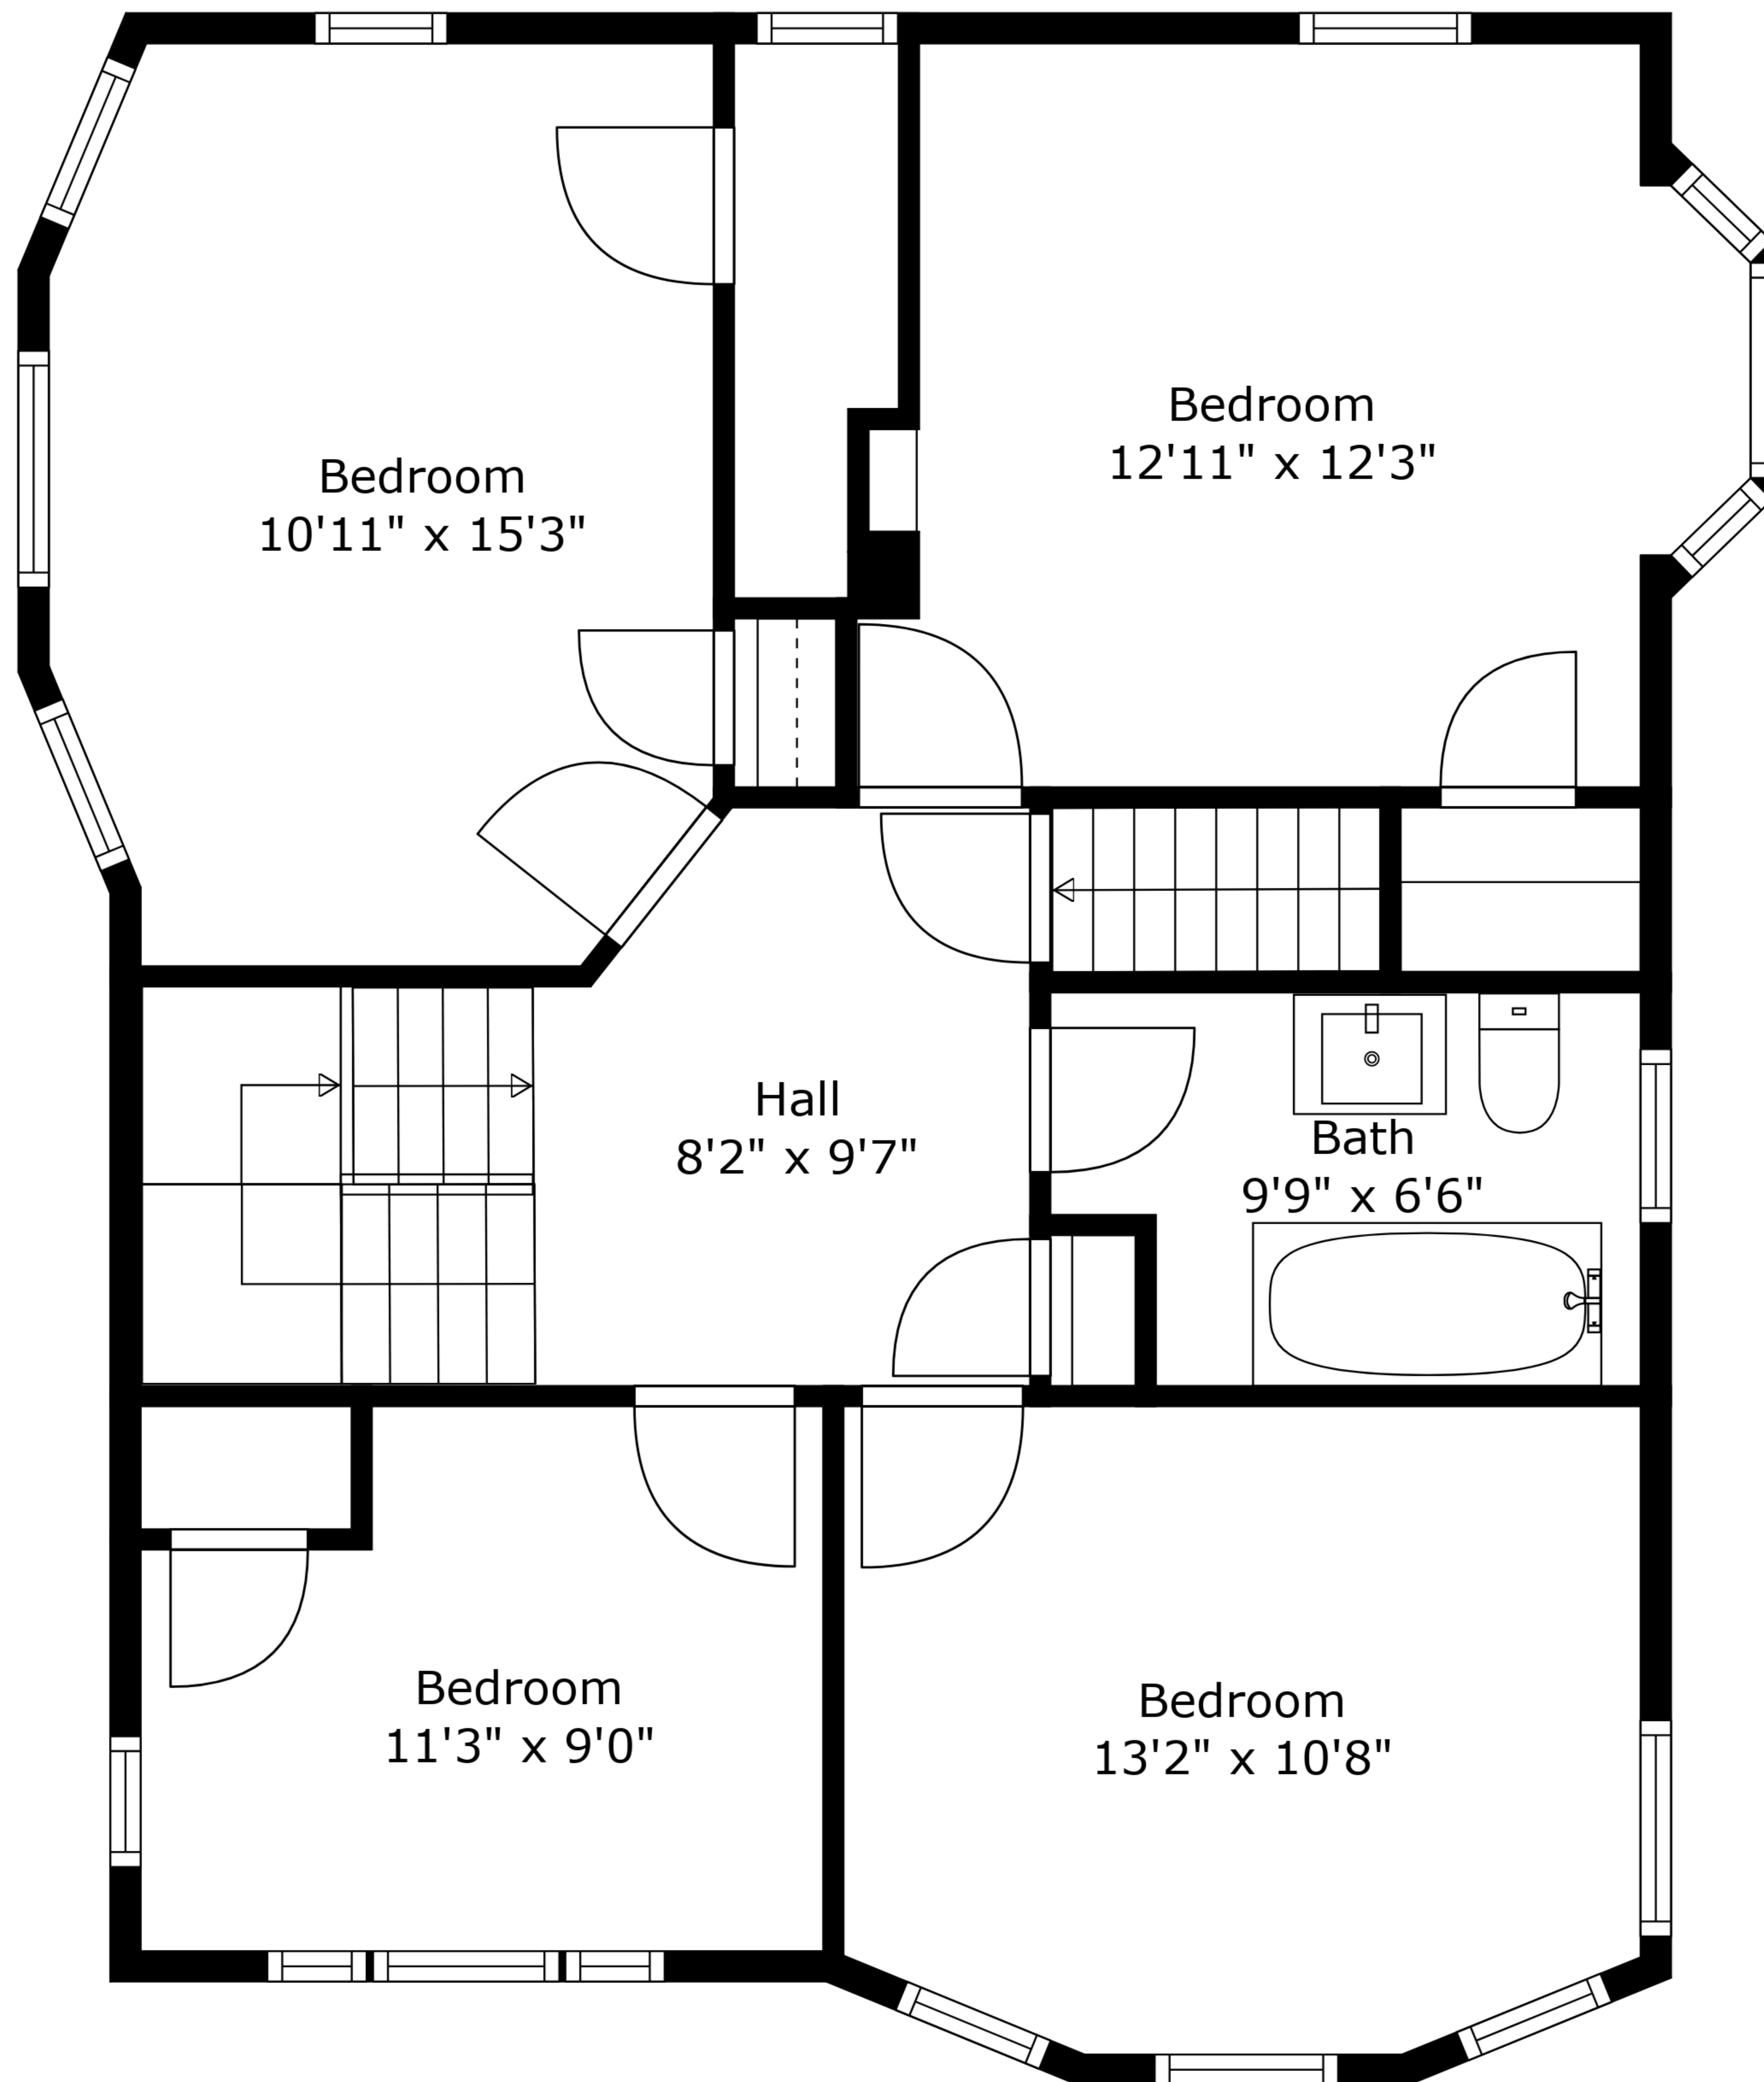 Bedroom
12'11" x 12'3"
Bedroom
10'11" x 15'3"
Hall
8'2" x 9'7"
Bath
9'9" x 6'6"
Bedroom
11'3" x 9'0"
Bedroom
13'2" x 10'8"